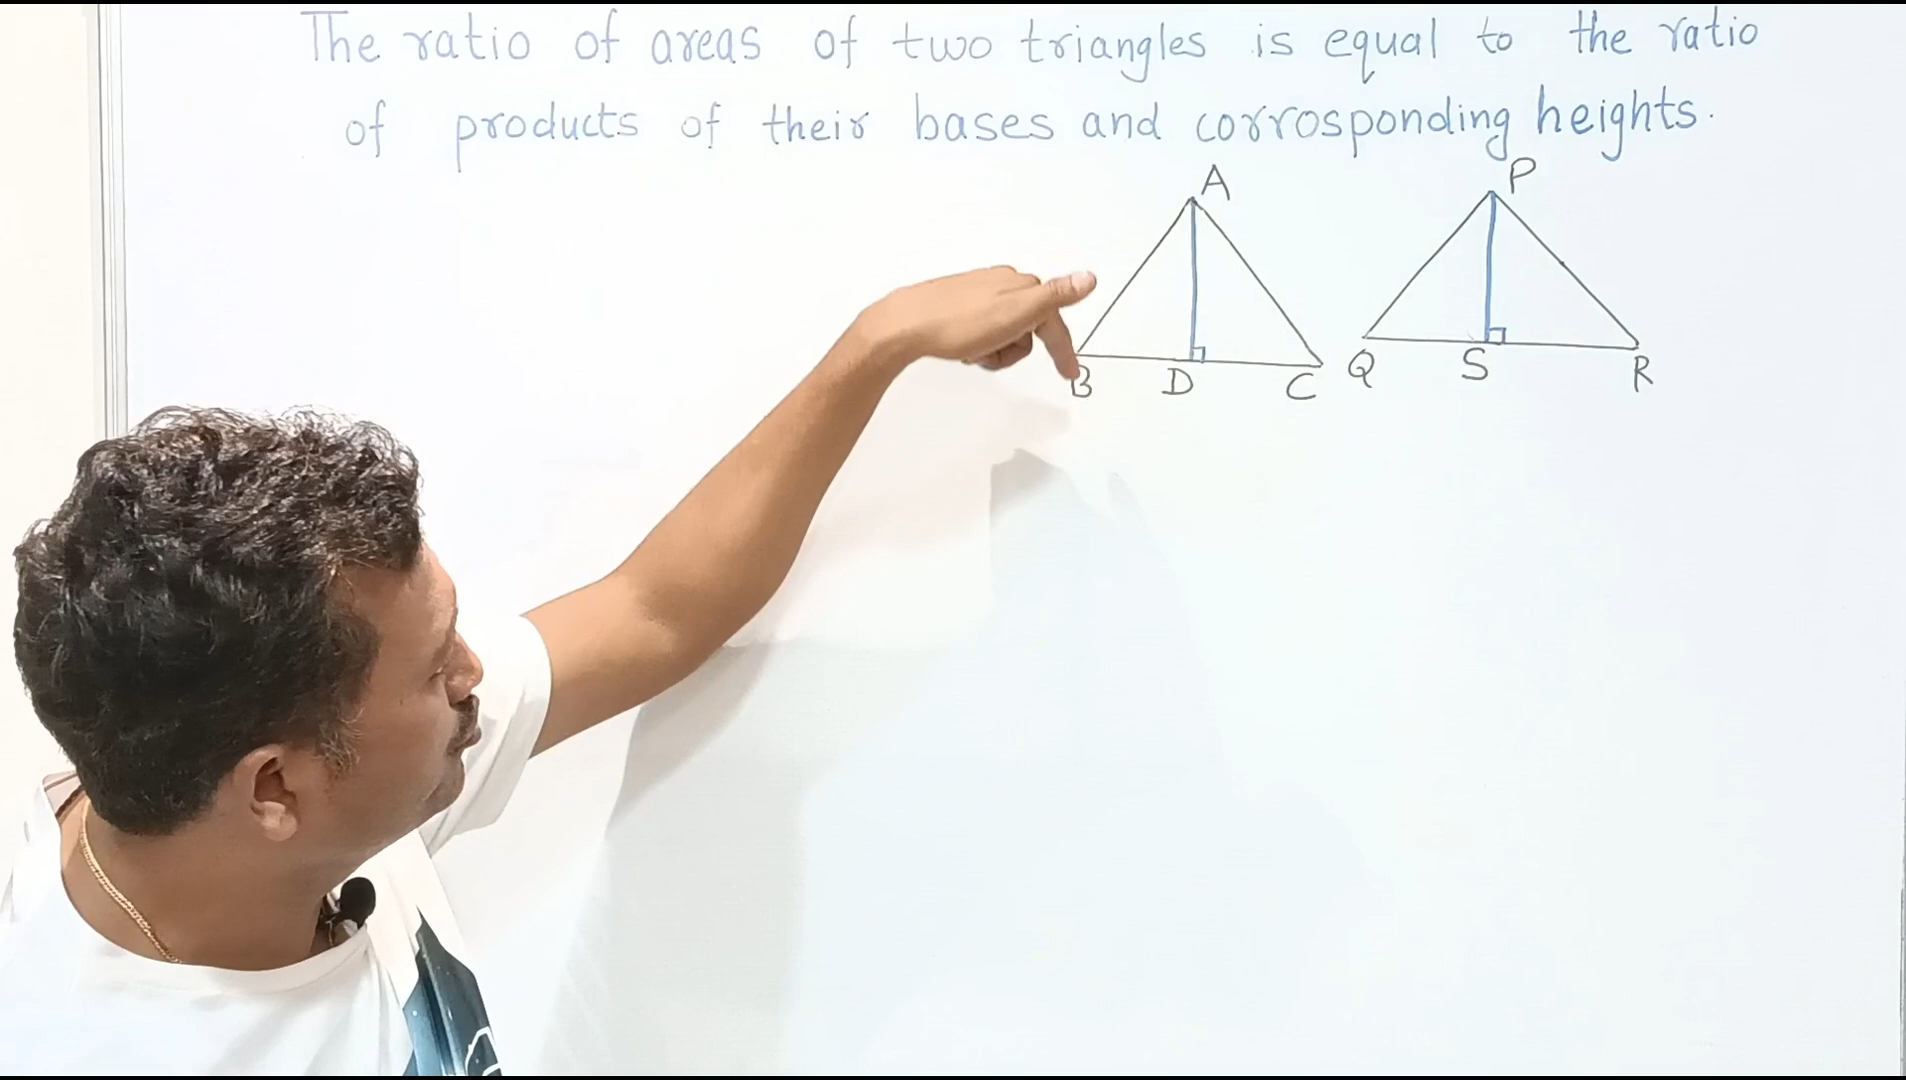 The ratio of areas of two triangles is equal to the ratio
of products of their bases and corrosponding heights.
A P
B D C Q S R